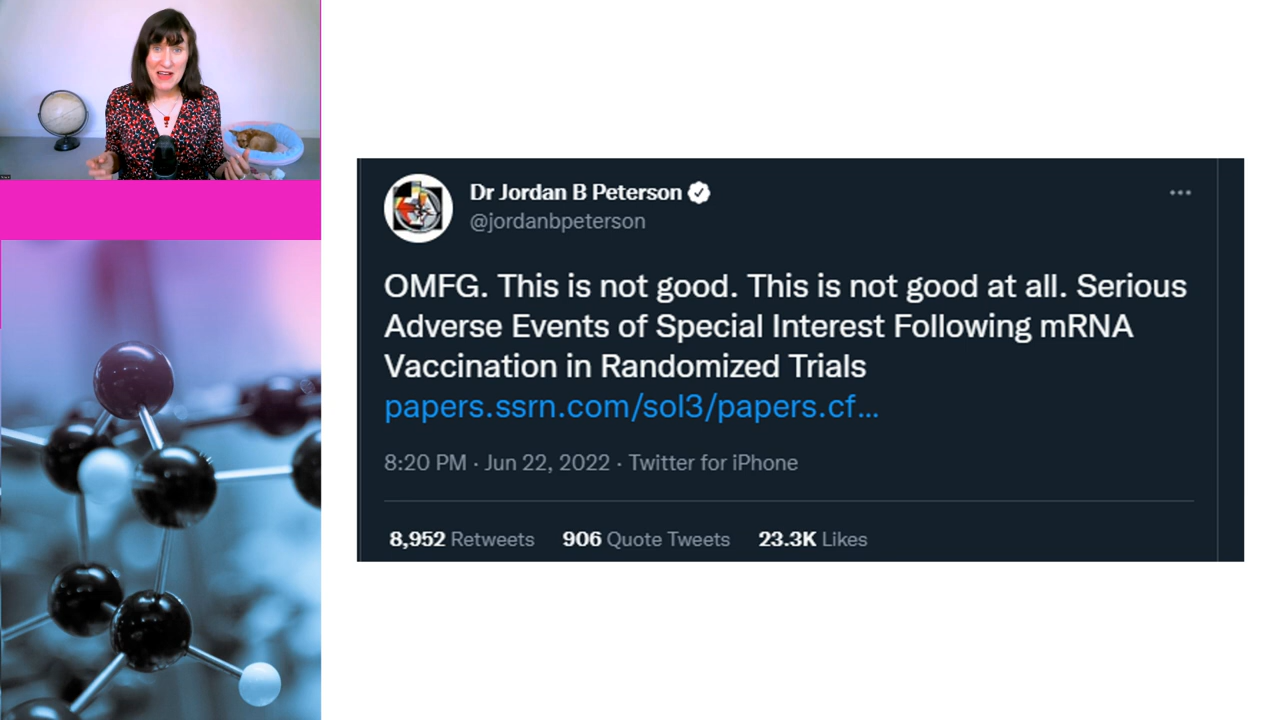 Dr Jordan B Peterson
@jordanbpeterson
OMFG. This is not good. This is not good at all. Serious
Adverse Events of Special Interest Following mRNA
Vaccination in Randomized Trials
papers.ssrn.com/sol3/papers.cf...
8:20 PM · Jun 22, 2022 · Twitter for iPhone
8,952 Retweets 906 Quote Tweets 23.3K Likes